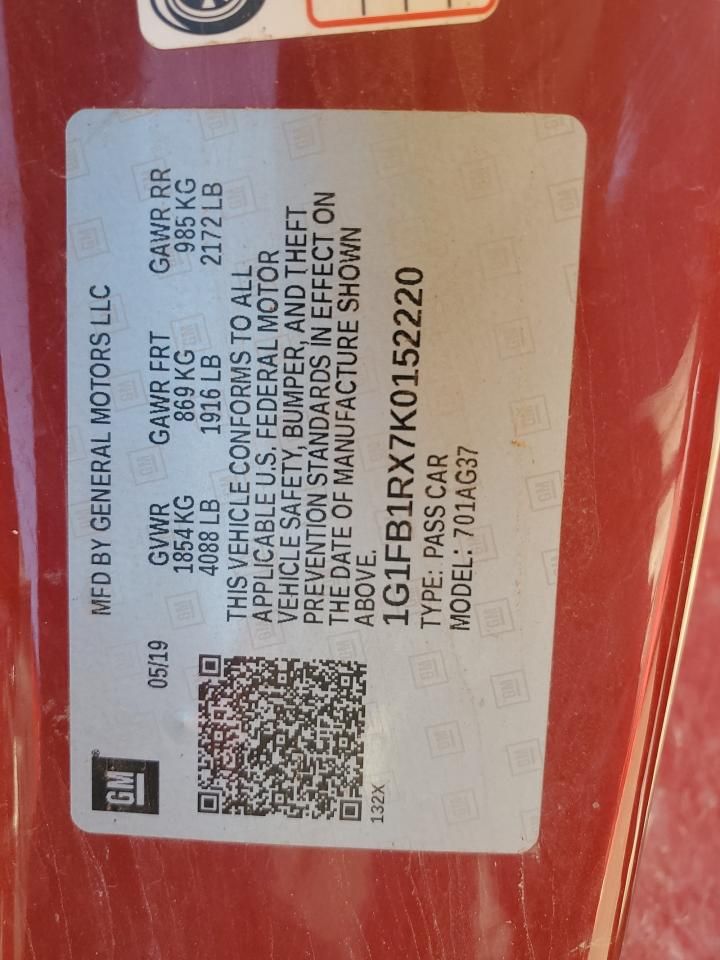 GM
®
MFD BY GENERAL MOTORS LLC
05/19
GVWR GAWR FRT GAWR RR
1854 KG 869 KG 985 KG
4088 LB 1916 LB 2172 LB
THIS VEHICLE CONFORMS TO ALL
APPLICABLE U.S. FEDERAL MOTOR
VEHICLE SAFETY, BUMPER, AND THEFT
PREVENTION STANDARDS IN EFFECT ON
THE DATE OF MANUFACTURE SHOWN
ABOVE.
1G1FB1RX7K0152220
TYPE: PASS CAR
MODEL: 701AG37
132X